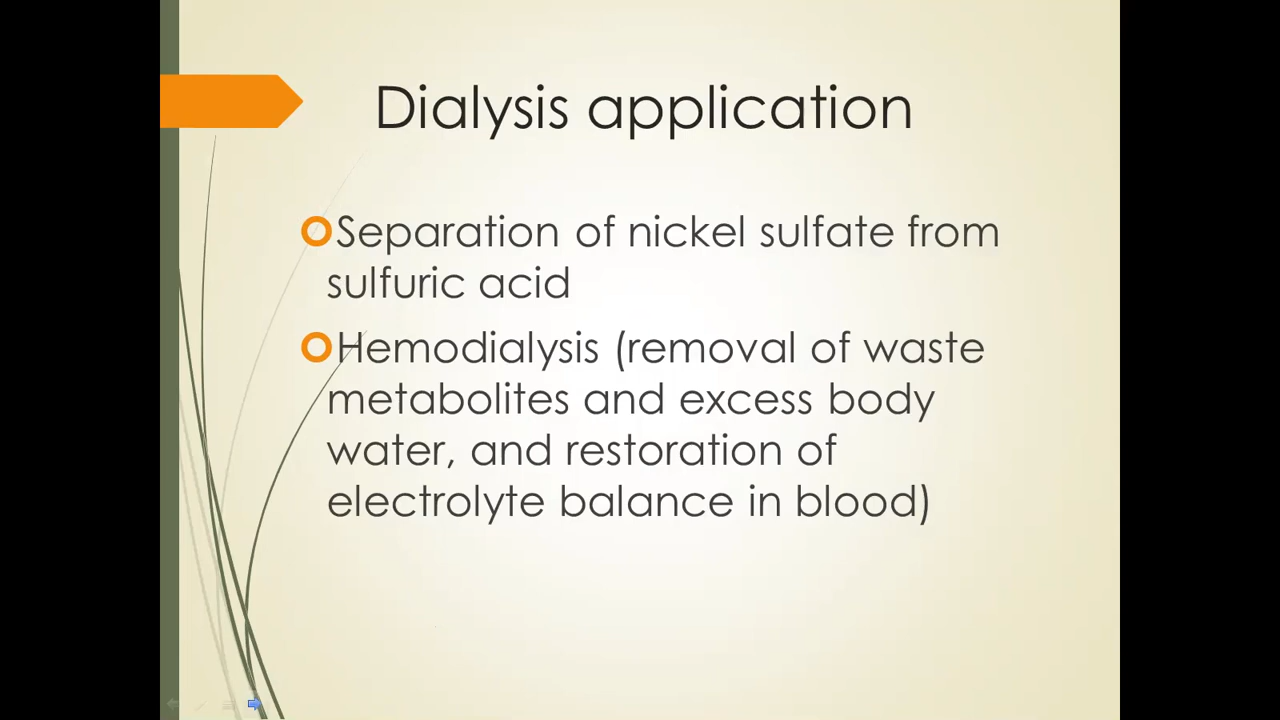 Dialysis application
Separation of nickel sulfate from
sulfuric acid
Hemodialysis (removal of waste
metabolites and excess body
water, and restoration of
electrolyte balance in blood)